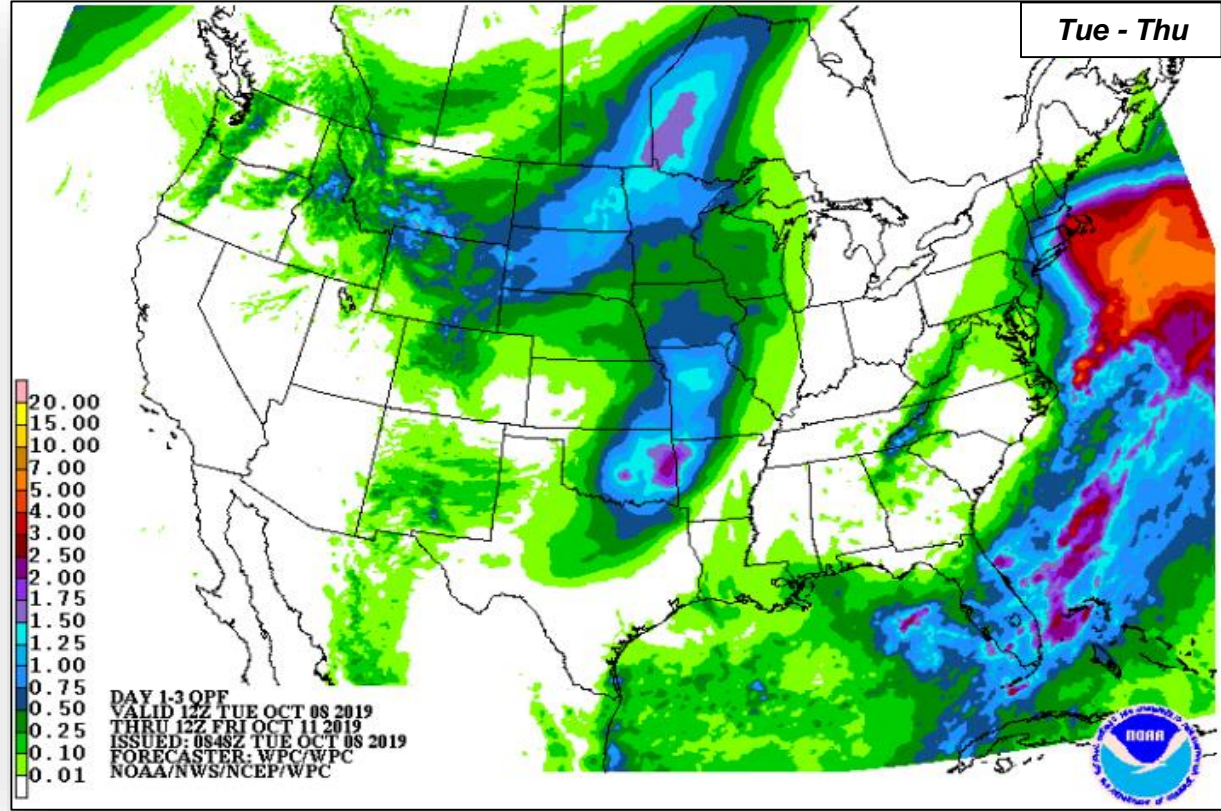 Tue - Thu
20.00
15.00
10.00
7.00
5.00
4.00
3.00
2.50
2.00
1.75
1.50
1.25
1.00
0.75
0.50
0.25
0.10
0.01
DAY 1-3 QPF
VALID 12Z TUE OCT 08 2019
THRU 12Z FRI OCT 11 2019
ISSUED: 0848Z TUE OCT 08 2019
FORECASTER: WPC/WPC
NOAA/NWS/NCEP/WPC
NOAA